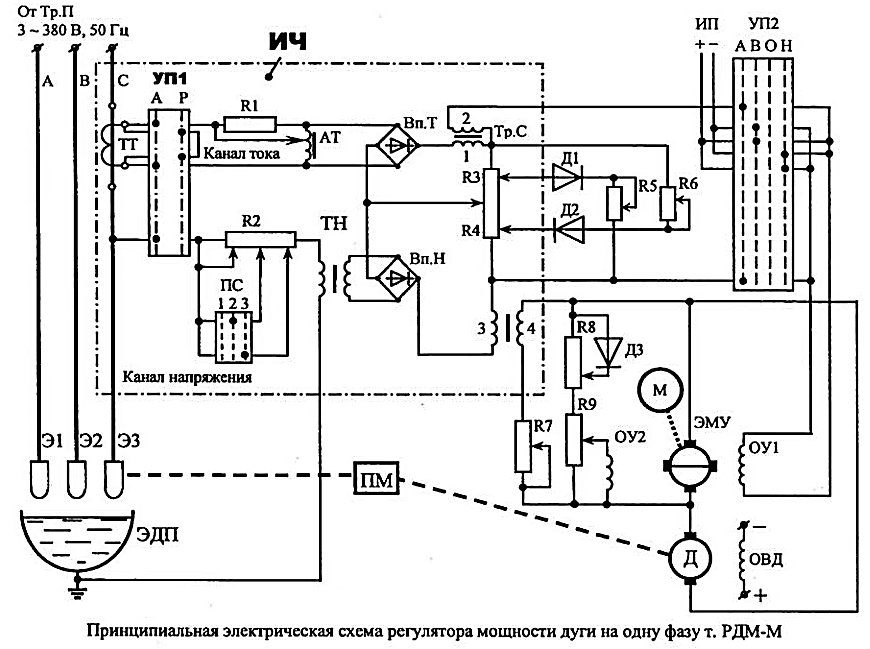 От Тр.П
3 ~ 380 В, 50 Гц
ИЧ
ИП
УП2
+ −
А В О Н
А
В
С
УП1
А Р
R1
ТТ
Канал тока
АТ
Вп.Т
2
Тр.С
1
R3
Д1
R5
R6
R4
Д2
R2
ТН
Вп.Н
ПС
1 2 3
3
4
R8
Д3
Канал напряжения
М
ЭМУ
R9
R7
ОУ2
ОУ1
Э1
Э2
Э3
ПМ
ЭДП
Д
−
ОВД
+
Принципиальная электрическая схема регулятора мощности дуги на одну фазу т. РДМ-М